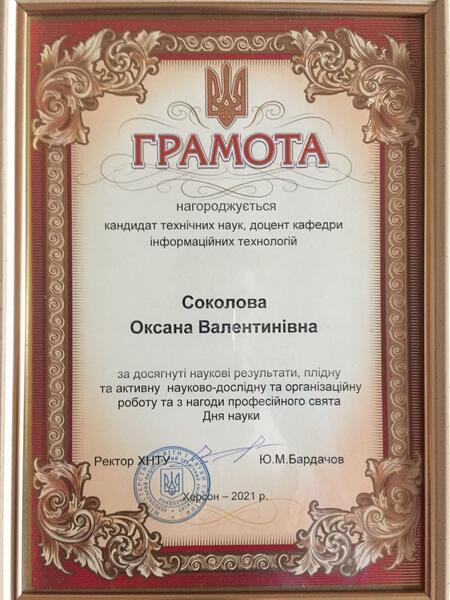 ГРАМОТА
нагороджується
кандидат технічних наук, доцент кафедри
інформаційних технологій
Соколова
Оксана Валентинівна
за досягнуті наукові результати, плідну
та активну науково-дослідну та організаційну
роботу та з нагоди професійного свята
Дня науки
Ректор ХНТУ Ю.М.Бардачов
Херсон – 2021 р.